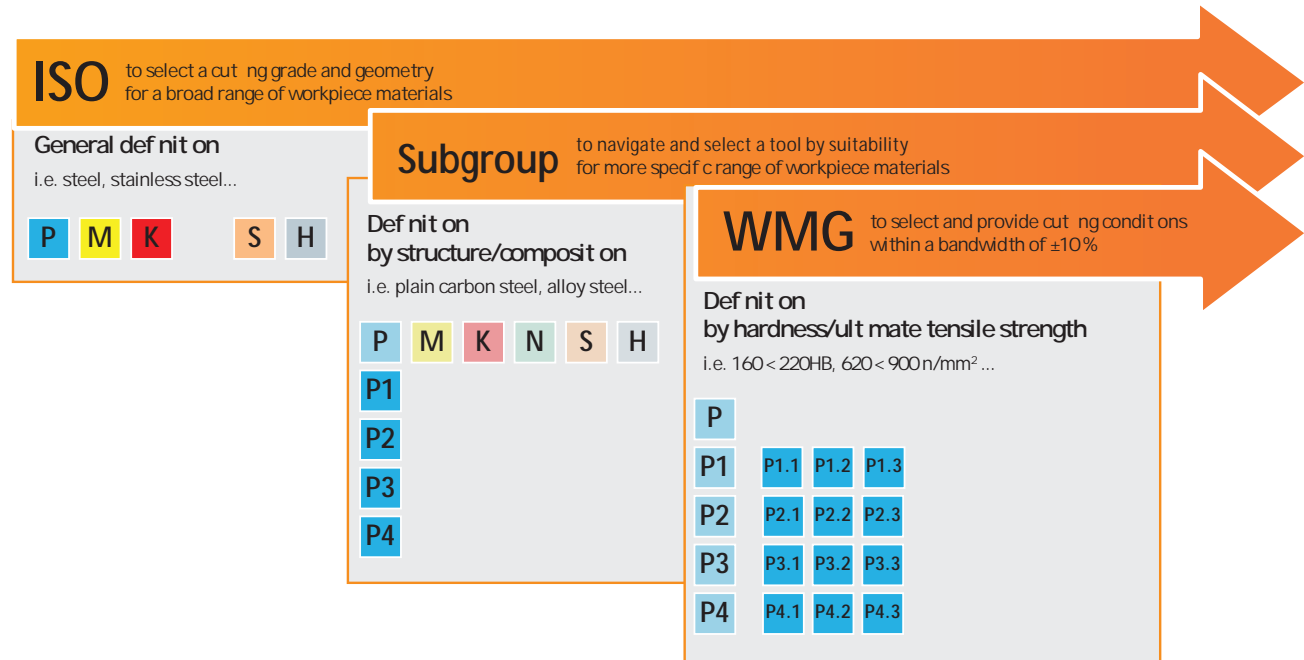 ISO
to select a cut ng grade and geometry
for a broad range of workpiece materials
General def nit on
i.e. steel, stainless steel...
P M K S H
Subgroup
to navigate and select a tool by suitability
for more specif c range of workpiece materials
Def nit on
by structure/composit on
i.e. plain carbon steel, alloy steel...
P M K N S H
P1
P2
P3
P4
WMG
to select and provide cut ng condit ons
within a bandwidth of ±10%
Def nit on
by hardness/ult mate tensile strength
i.e. 160 < 220HB, 620 < 900 n/mm² ...
P
P1 P1.1 P1.2 P1.3
P2 P2.1 P2.2 P2.3
P3 P3.1 P3.2 P3.3
P4 P4.1 P4.2 P4.3